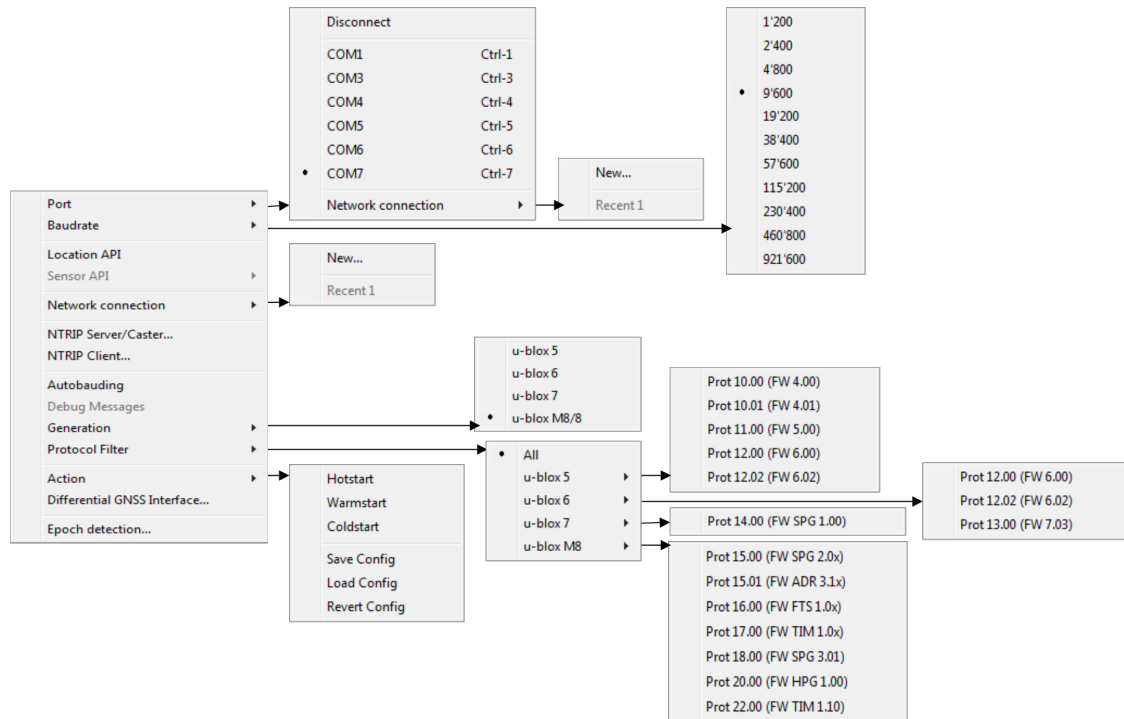 Port
Baudrate
Location API
Sensor API
Network connection
NTRIP Server/Caster...
NTRIP Client...
Autobauding
Debug Messages
Generation
Protocol Filter
Action
Differential GNSS Interface...
Epoch detection...
Disconnect
COM1 Ctrl-1
COM3 Ctrl-3
COM4 Ctrl-4
COM5 Ctrl-5
COM6 Ctrl-6
COM7 Ctrl-7
Network connection
New...
Recent 1
1'200
2'400
4'800
9'600
19'200
38'400
57'600
115'200
230'400
460'800
921'600
New...
Recent 1
u-blox 5
u-blox 6
u-blox 7
u-blox M8/8
All
u-blox 5
u-blox 6
u-blox 7
u-blox M8
Prot 10.00 (FW 4.00)
Prot 10.01 (FW 4.01)
Prot 11.00 (FW 5.00)
Prot 12.00 (FW 6.00)
Prot 12.02 (FW 6.02)
Prot 12.00 (FW 6.00)
Prot 12.02 (FW 6.02)
Prot 13.00 (FW 7.03)
Prot 14.00 (FW SPG 1.00)
Prot 15.00 (FW SPG 2.0x)
Prot 15.01 (FW ADR 3.1x)
Prot 16.00 (FW FTS 1.0x)
Prot 17.00 (FW TIM 1.0x)
Prot 18.00 (FW SPG 3.01)
Prot 20.00 (FW HPG 1.00)
Prot 22.00 (FW TIM 1.10)
Hotstart
Warmstart
Coldstart
Save Config
Load Config
Revert Config